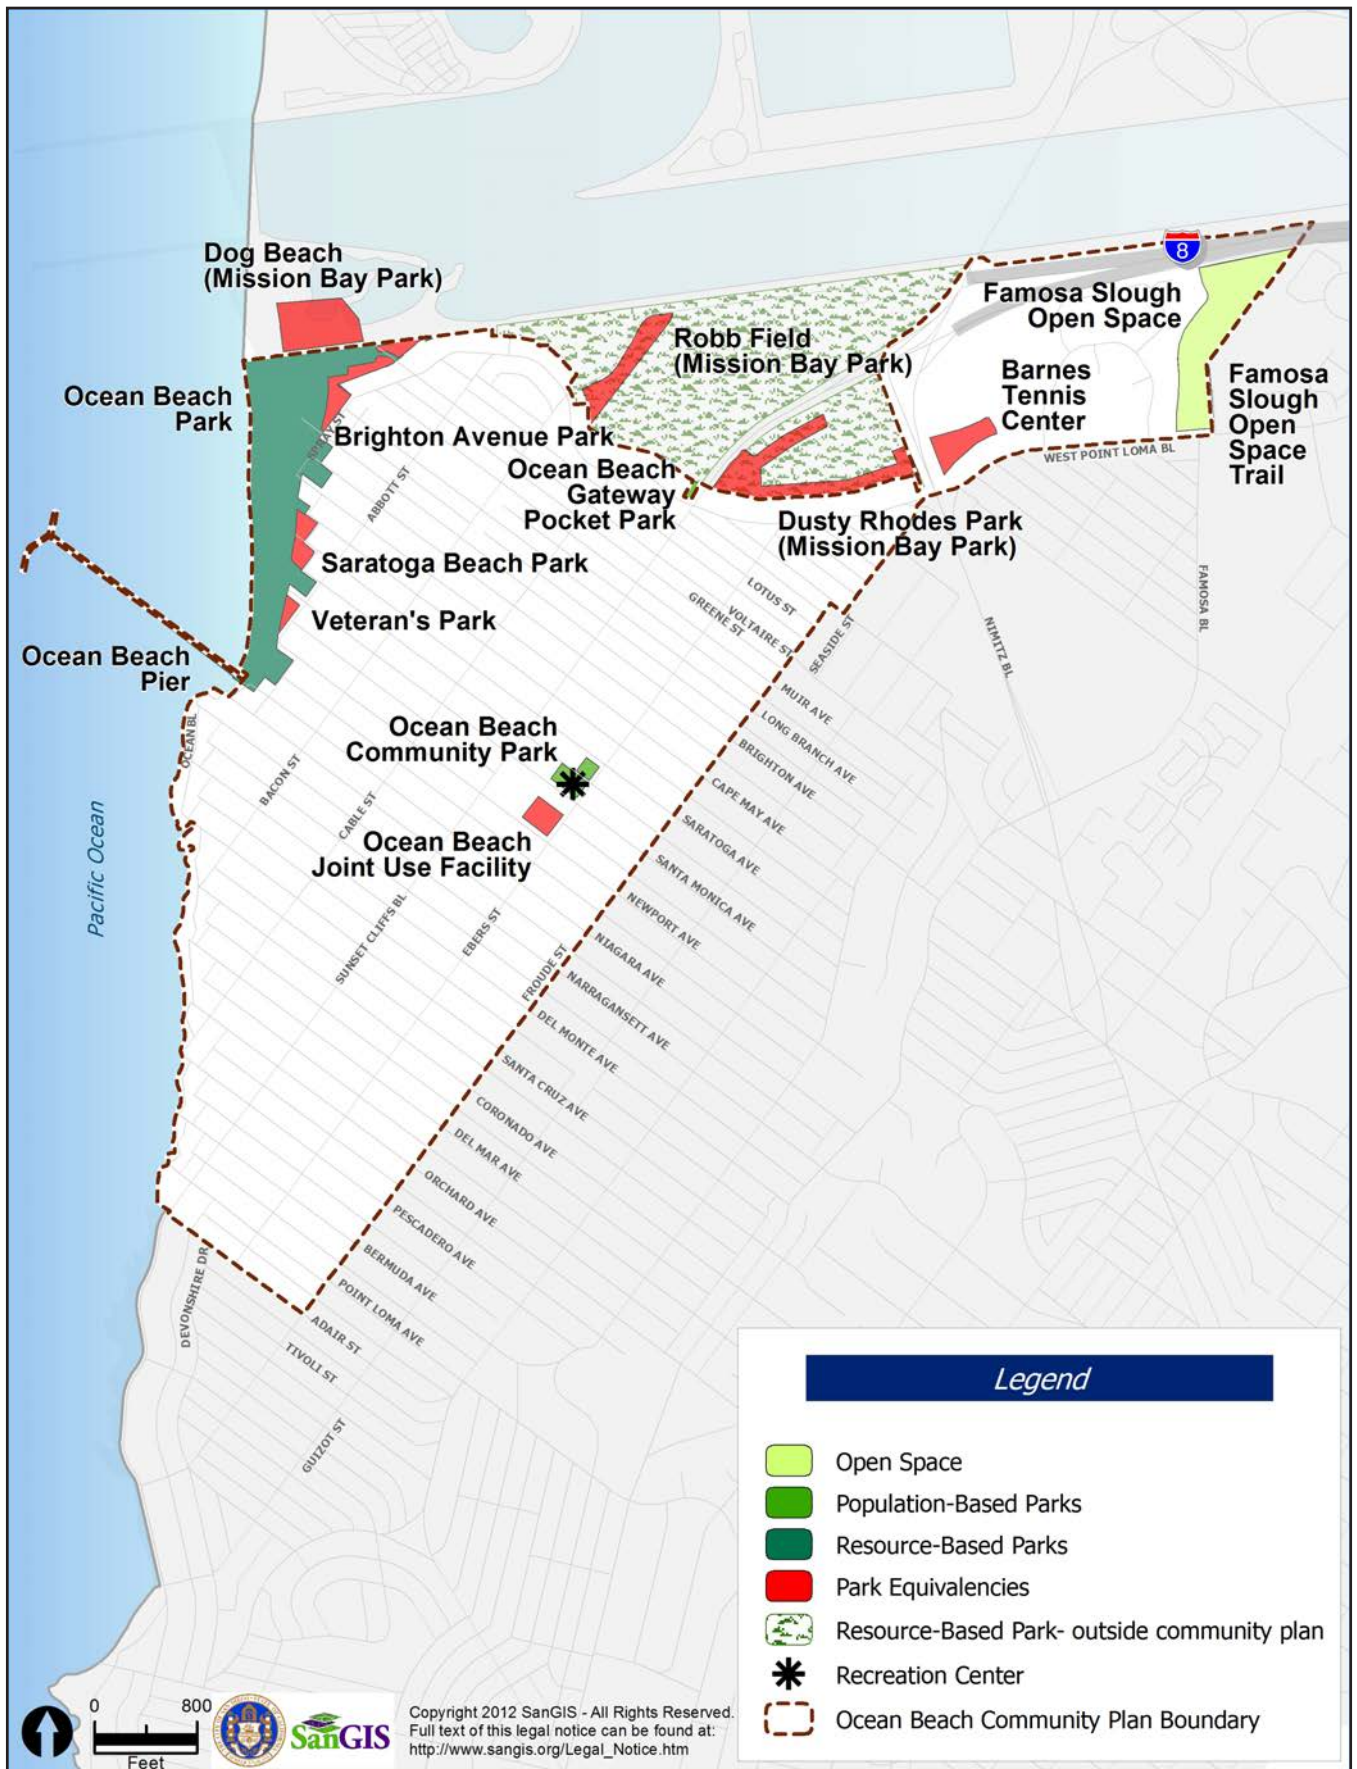 8
Dog Beach
(Mission Bay Park)
Famosa Slough
Open Space
Robb Field
(Mission Bay Park)
Barnes
Tennis
Center
Famosa
Slough
Open
Space
Trail
Ocean Beach
Park
SPRAY ST
Brighton Avenue Park
ABBOTT ST
WEST POINT LOMA BL
Ocean Beach
Gateway
Pocket Park
Dusty Rhodes Park
(Mission Bay Park)
Saratoga Beach Park
Veteran's Park
Ocean Beach
Pier
LOTUS ST
VOLTAIRE ST
GREENE ST
SEASIDE ST
NIMITZ BL
FAMOSA BL
OCEAN BL
MUIR AVE
LONG BRANCH AVE
BRIGHTON AVE
CAPE MAY AVE
SARATOGA AVE
SANTA MONICA AVE
NEWPORT AVE
NIAGARA AVE
NARRAGANSETT AVE
DEL MONTE AVE
SANTA CRUZ AVE
CORONADO AVE
DEL MAR AVE
ORCHARD AVE
PESCADERO AVE
BERMUDA AVE
POINT LOMA AVE
ADAIR ST
TIVOLI ST
GUIZOT ST
DEVONSHIRE DR
Ocean Beach
Community Park
BACON ST
CABLE ST
Ocean Beach
Joint Use Facility
SUNSET CLIFFS BL
EBERS ST
FROUDE ST
Pacific Ocean
Legend
Open Space
Population-Based Parks
Resource-Based Parks
Park Equivalencies
Resource-Based Park- outside community plan
Recreation Center
Ocean Beach Community Plan Boundary
0 800
Feet
SanGIS
Copyright 2012 SanGIS - All Rights Reserved.
Full text of this legal notice can be found at:
http://www.sangis.org/Legal_Notice.htm